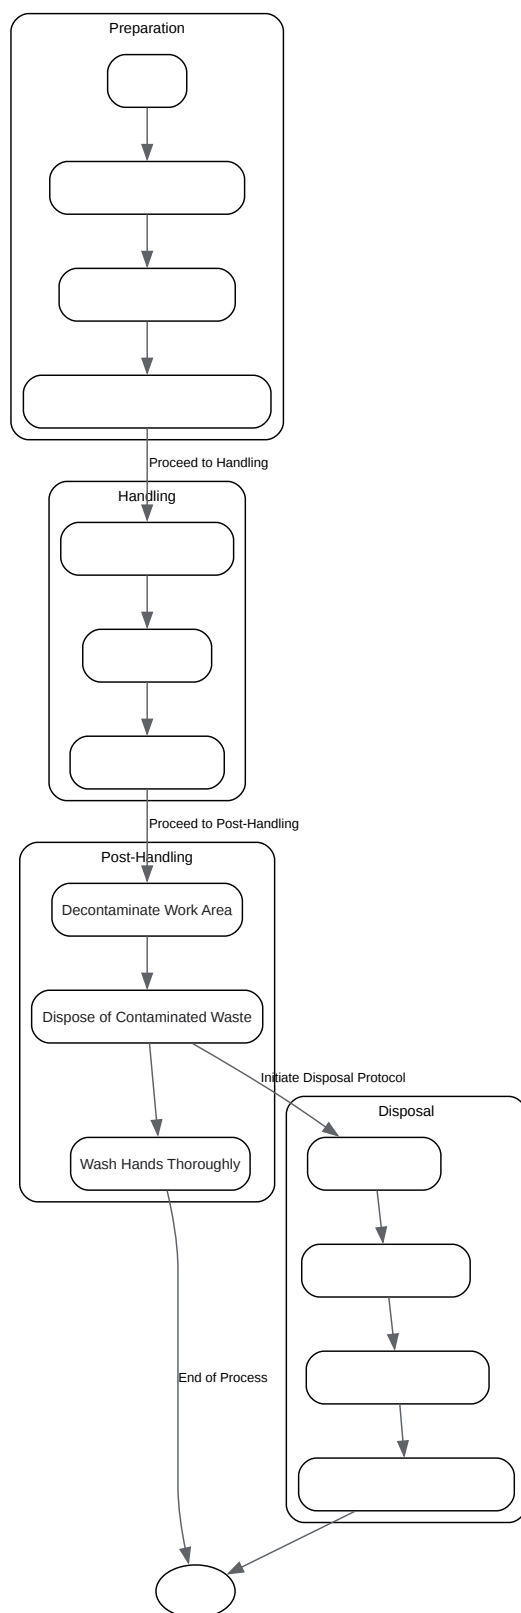 Preparation
Proceed to Handling
Handling
Proceed to Post-Handling
Post-Handling
Decontaminate Work Area
Dispose of Contaminated Waste
Initiate Disposal Protocol
Disposal
Wash Hands Thoroughly
End of Process